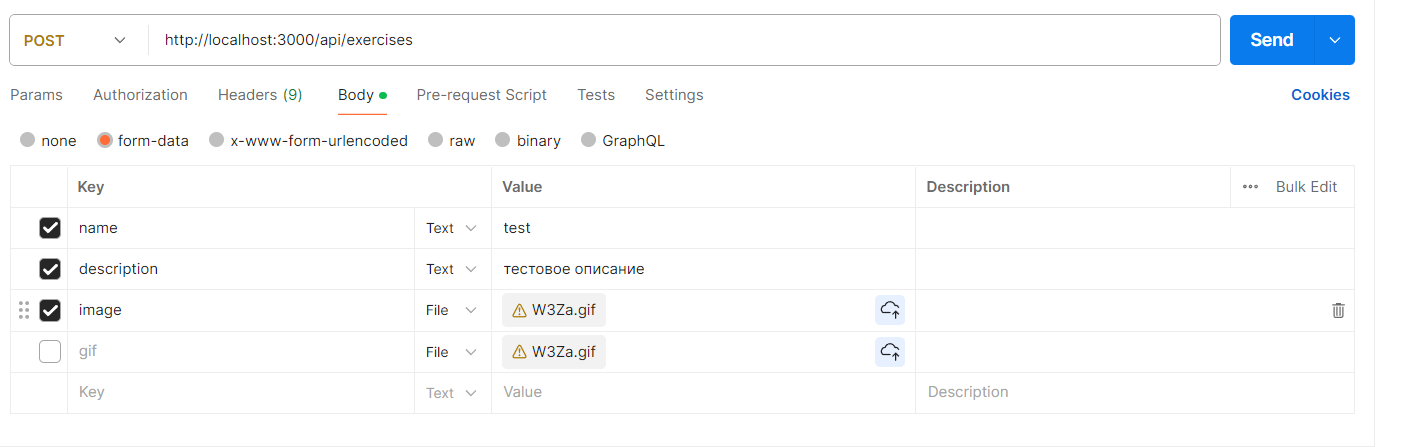 POST http://localhost:3000/api/exercises Send
Params Authorization Headers (9) Body Pre-request Script Tests Settings Cookies
none form-data x-www-form-urlencoded raw binary GraphQL
Key Value Description Bulk Edit
name Text test
description Text тестовое описание
image File W3Za.gif
gif File W3Za.gif
Key Text Value Description